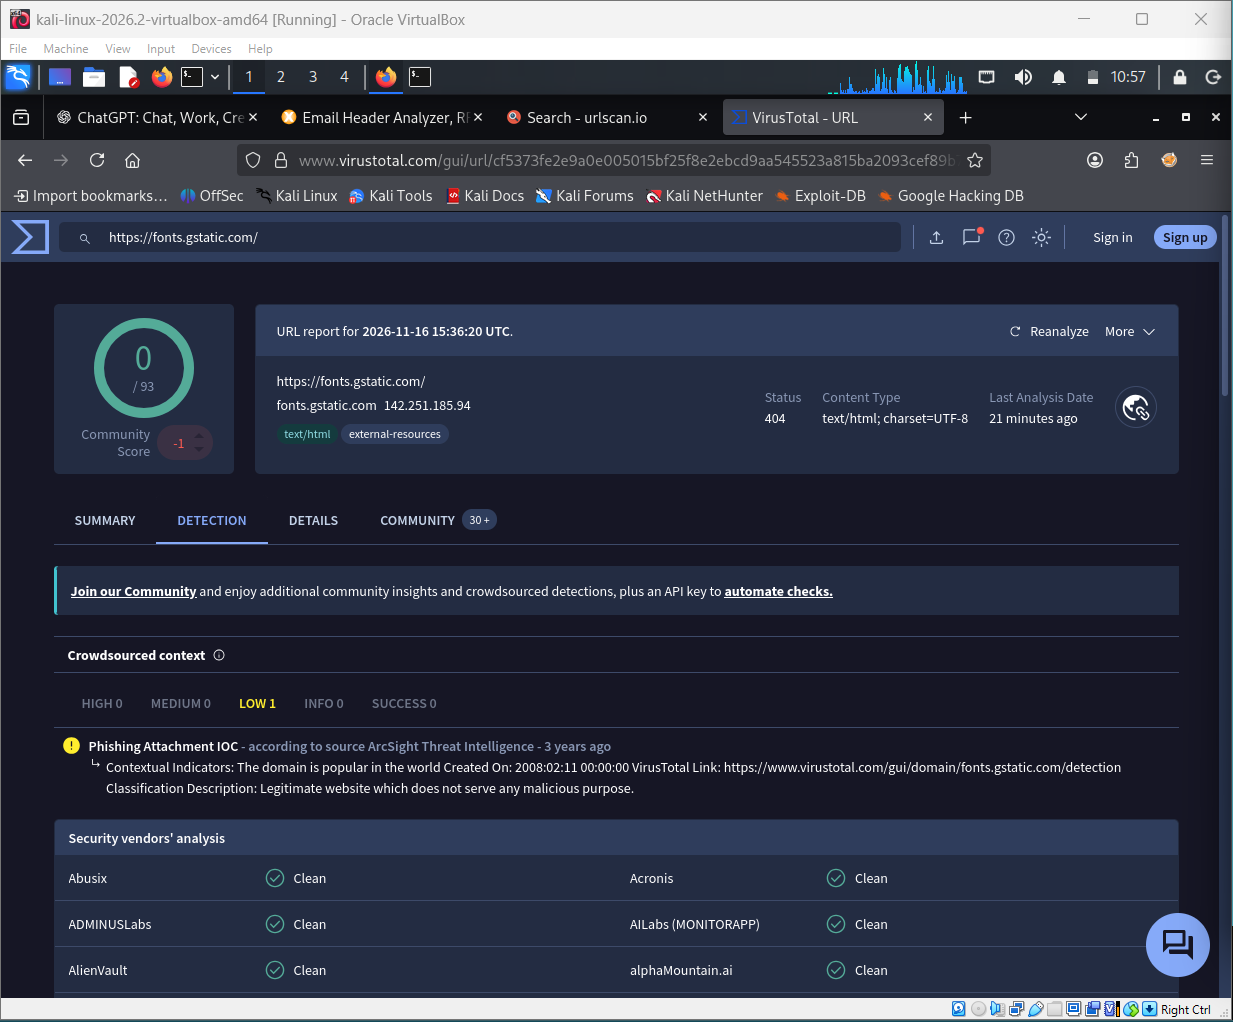 kali-linux-2026.2-virtualbox-amd64 [Running] - Oracle VirtualBox
File Machine View Input Devices Help
1 2 3 4 10:57
ChatGPT: Chat, Work, Cre Email Header Analyzer, RF Search - urlscan.io VirusTotal - URL
www.virustotal.com/gui/url/cf5373fe2e9a0e005015bf25f8e2ebcd9aa545523a815ba2093cef89b
Import bookmarks… OffSec Kali Linux Kali Tools Kali Docs Kali Forums Kali NetHunter Exploit-DB Google Hacking DB
https://fonts.gstatic.com/ Sign in Sign up
0
/ 93
Community Score -1
URL report for 2026-11-16 15:36:20 UTC. Reanalyze More
https://fonts.gstatic.com/
fonts.gstatic.com 142.251.185.94
text/html external-resources
Status Content Type Last Analysis Date
404 text/html; charset=UTF-8 21 minutes ago
SUMMARY DETECTION DETAILS COMMUNITY 30 +
Join our Community and enjoy additional community insights and crowdsourced detections, plus an API key to automate checks.
Crowdsourced context
HIGH 0 MEDIUM 0 LOW 1 INFO 0 SUCCESS 0
Phishing Attachment IOC - according to source ArcSight Threat Intelligence - 3 years ago
Contextual Indicators: The domain is popular in the world Created On: 2008:02:11 00:00:00 VirusTotal Link: https://www.virustotal.com/gui/domain/fonts.gstatic.com/detection
Classification Description: Legitimate website which does not serve any malicious purpose.
Security vendors' analysis
Abusix Clean Acronis Clean
ADMINUSLabs Clean AILabs (MONITORAPP) Clean
AlienVault Clean alphaMountain.ai Clean
Right Ctrl